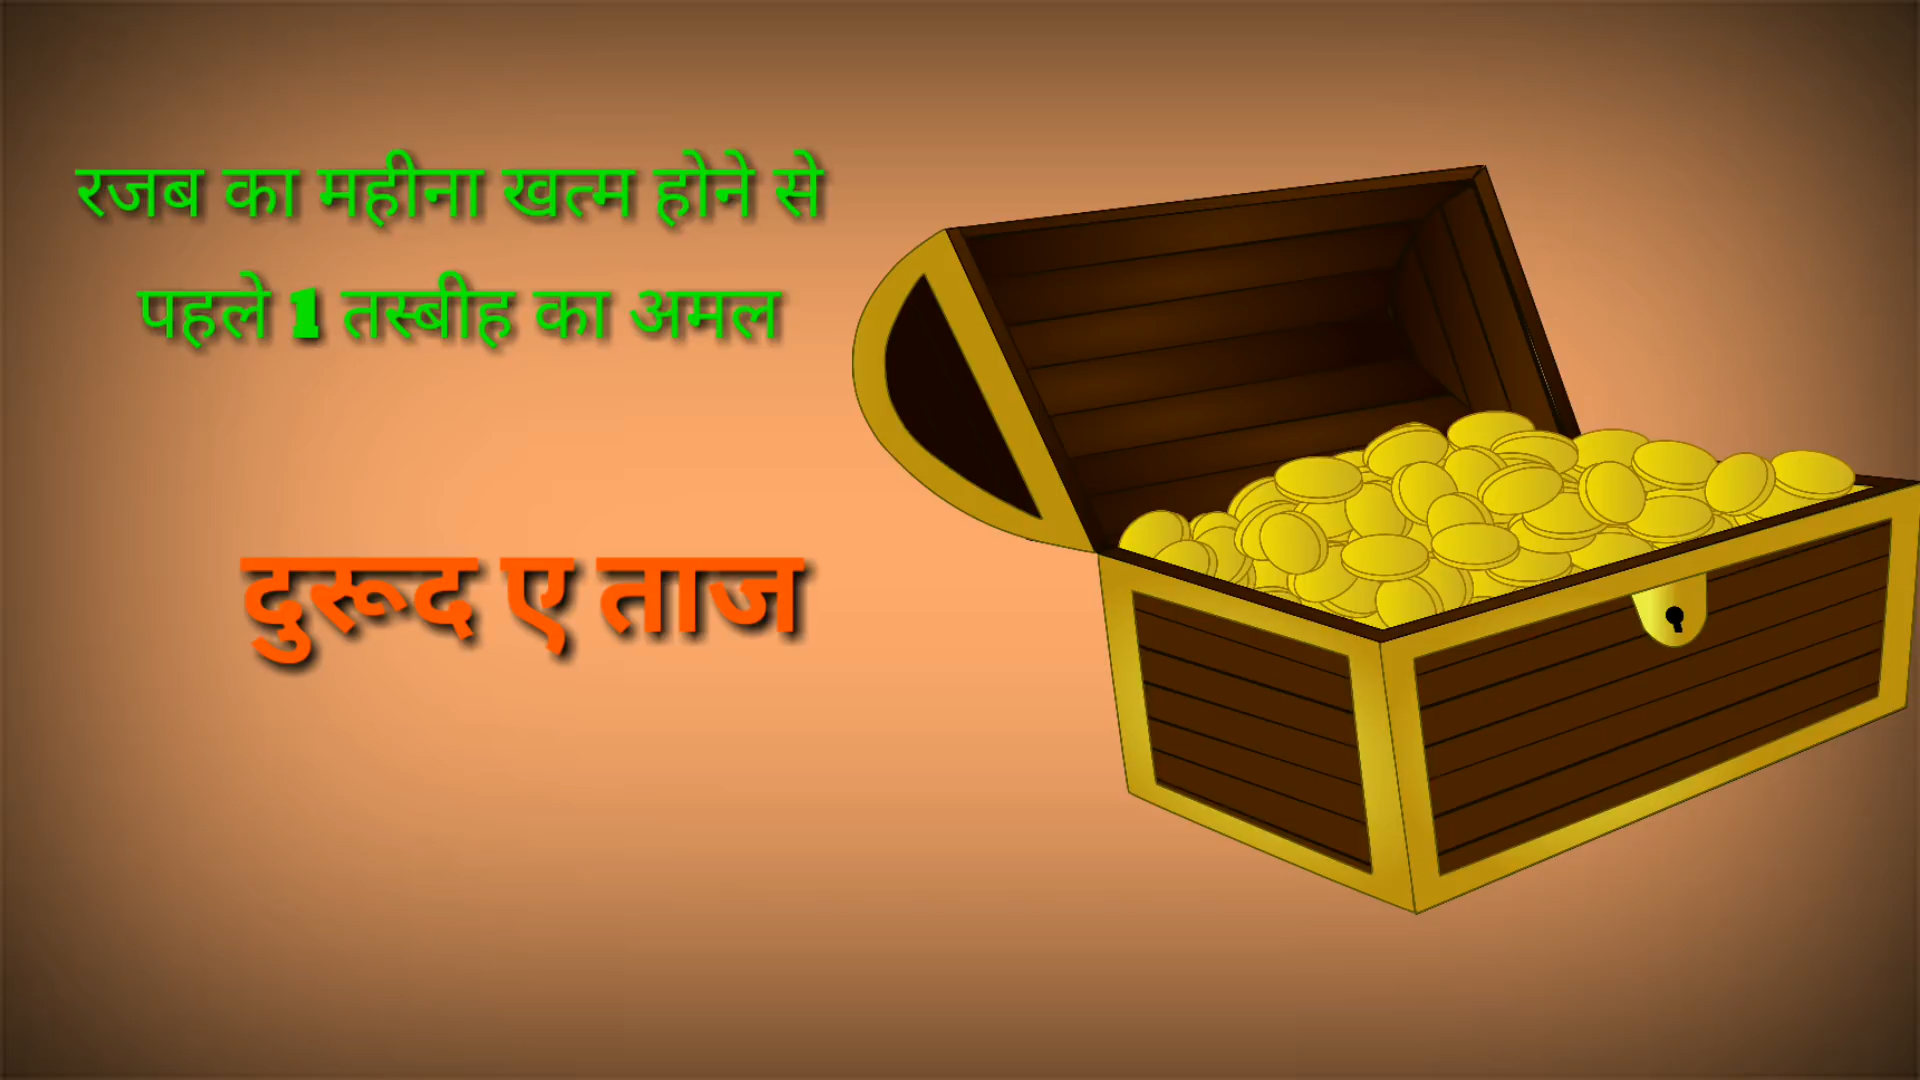 रजब का महीना खत्म होने से
पहले 1 तस्बीह का अमल
दुरूद ए ताज